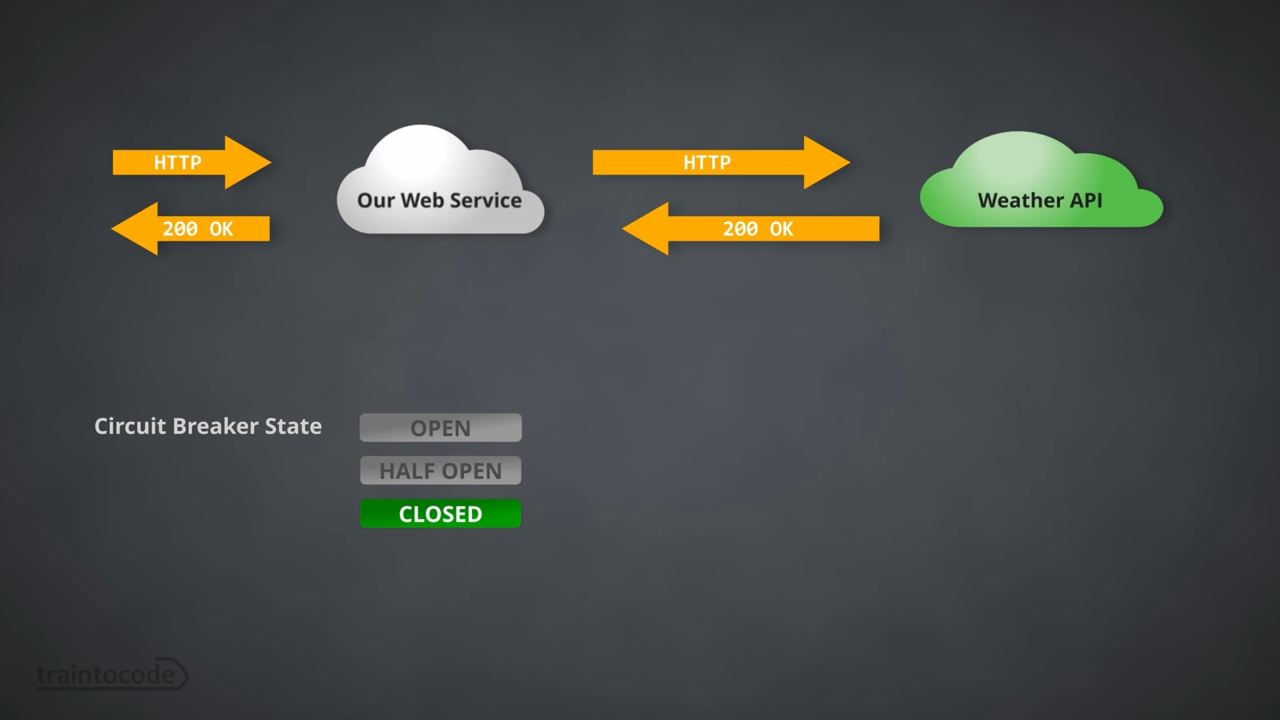 HTTP
HTTP
Our Web Service
Weather API
200 OK
200 OK
Circuit Breaker State
OPEN
HALF OPEN
CLOSED
traintocode